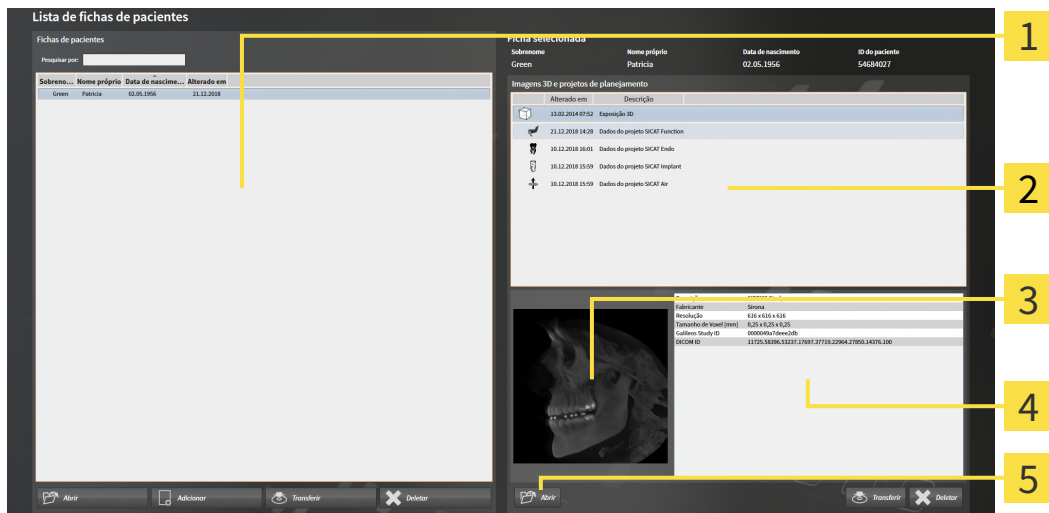 Lista de fichas de pacientes
Fichas de pacientes
Pesquisar por:
Sobreno... Nome próprio Data de nascime... Alterado em
Green Patricia 02.05.1956 21.12.2018
Abrir Adicionar Transferir Deletar
Ficha selecionada
Sobrenome Nome próprio Data de nascimento ID do paciente
Green Patricia 02.05.1956 54684027
Imagens 3D e projetos de planejamento
Alterado em Descrição
13.02.2014 07:52 Exposição 3D
21.12.2018 14:28 Dados do projeto SICAT Function
10.12.2018 16:01 Dados do projeto SICAT Endo
10.12.2018 15:59 Dados do projeto SICAT Implant
10.12.2018 15:59 Dados do projeto SICAT Air
Fabricante Sirona
Resolução 616 x 616 x 616
Tamanho de Voxel [mm] 0,25 x 0,25 x 0,25
Galileos Study ID 0000049a7deee2db
DICOM ID 11725.58396.53237.17697.37719.22964.27850.14376.100
Abrir Transferir Deletar
1
2
3
4
5